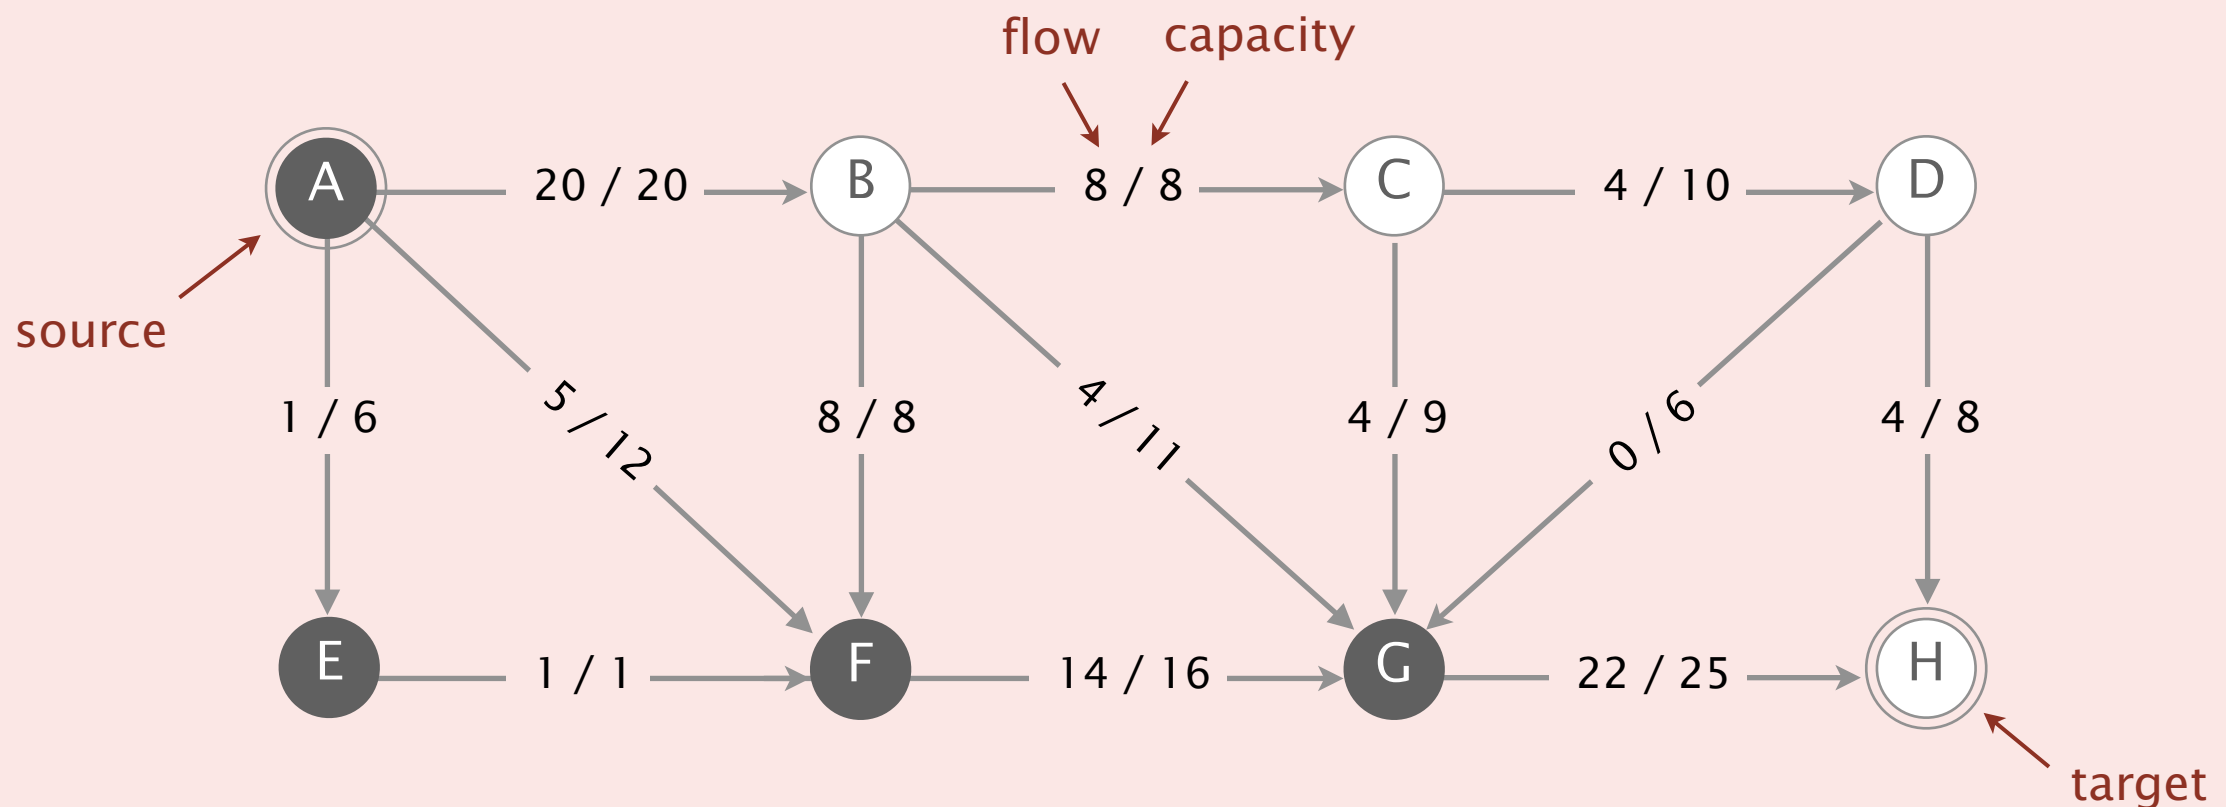 flow capacity
A 20 / 20 B 8 / 8 C 4 / 10 D
source
1 / 6 5 / 12 8 / 8 4 / 11 4 / 9 0 / 6 4 / 8
E 1 / 1 F 14 / 16 G 22 / 25 H
target